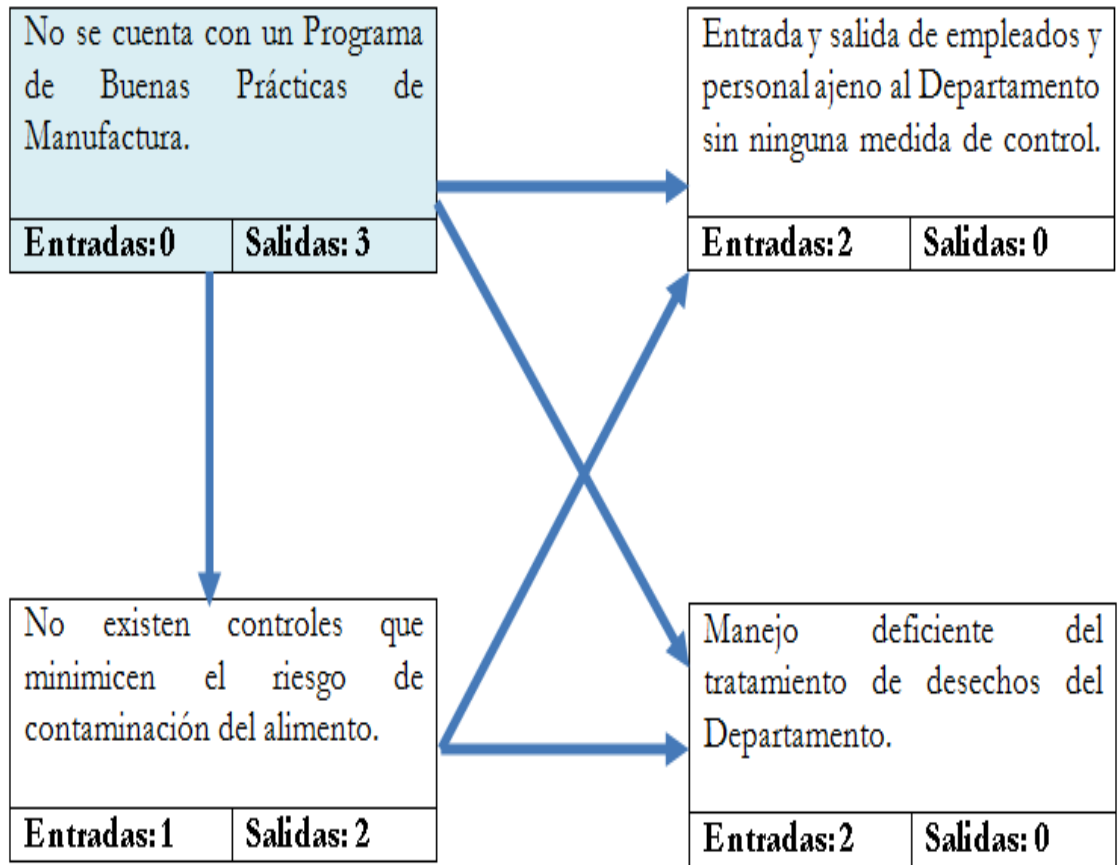 No se cuenta con un Programa
de Buenas Prácticas de
Manufactura.
Entradas:0 Salidas: 3
Entrada y salida de empleados y
personal ajeno al Departamento
sin ninguna medida de control.
Entradas:2 Salidas: 0
No existen controles que
minimicen el riesgo de
contaminación del alimento.
Entradas:1 Salidas: 2
Manejo deficiente del
tratamiento de desechos del
Departamento.
Entradas:2 Salidas: 0